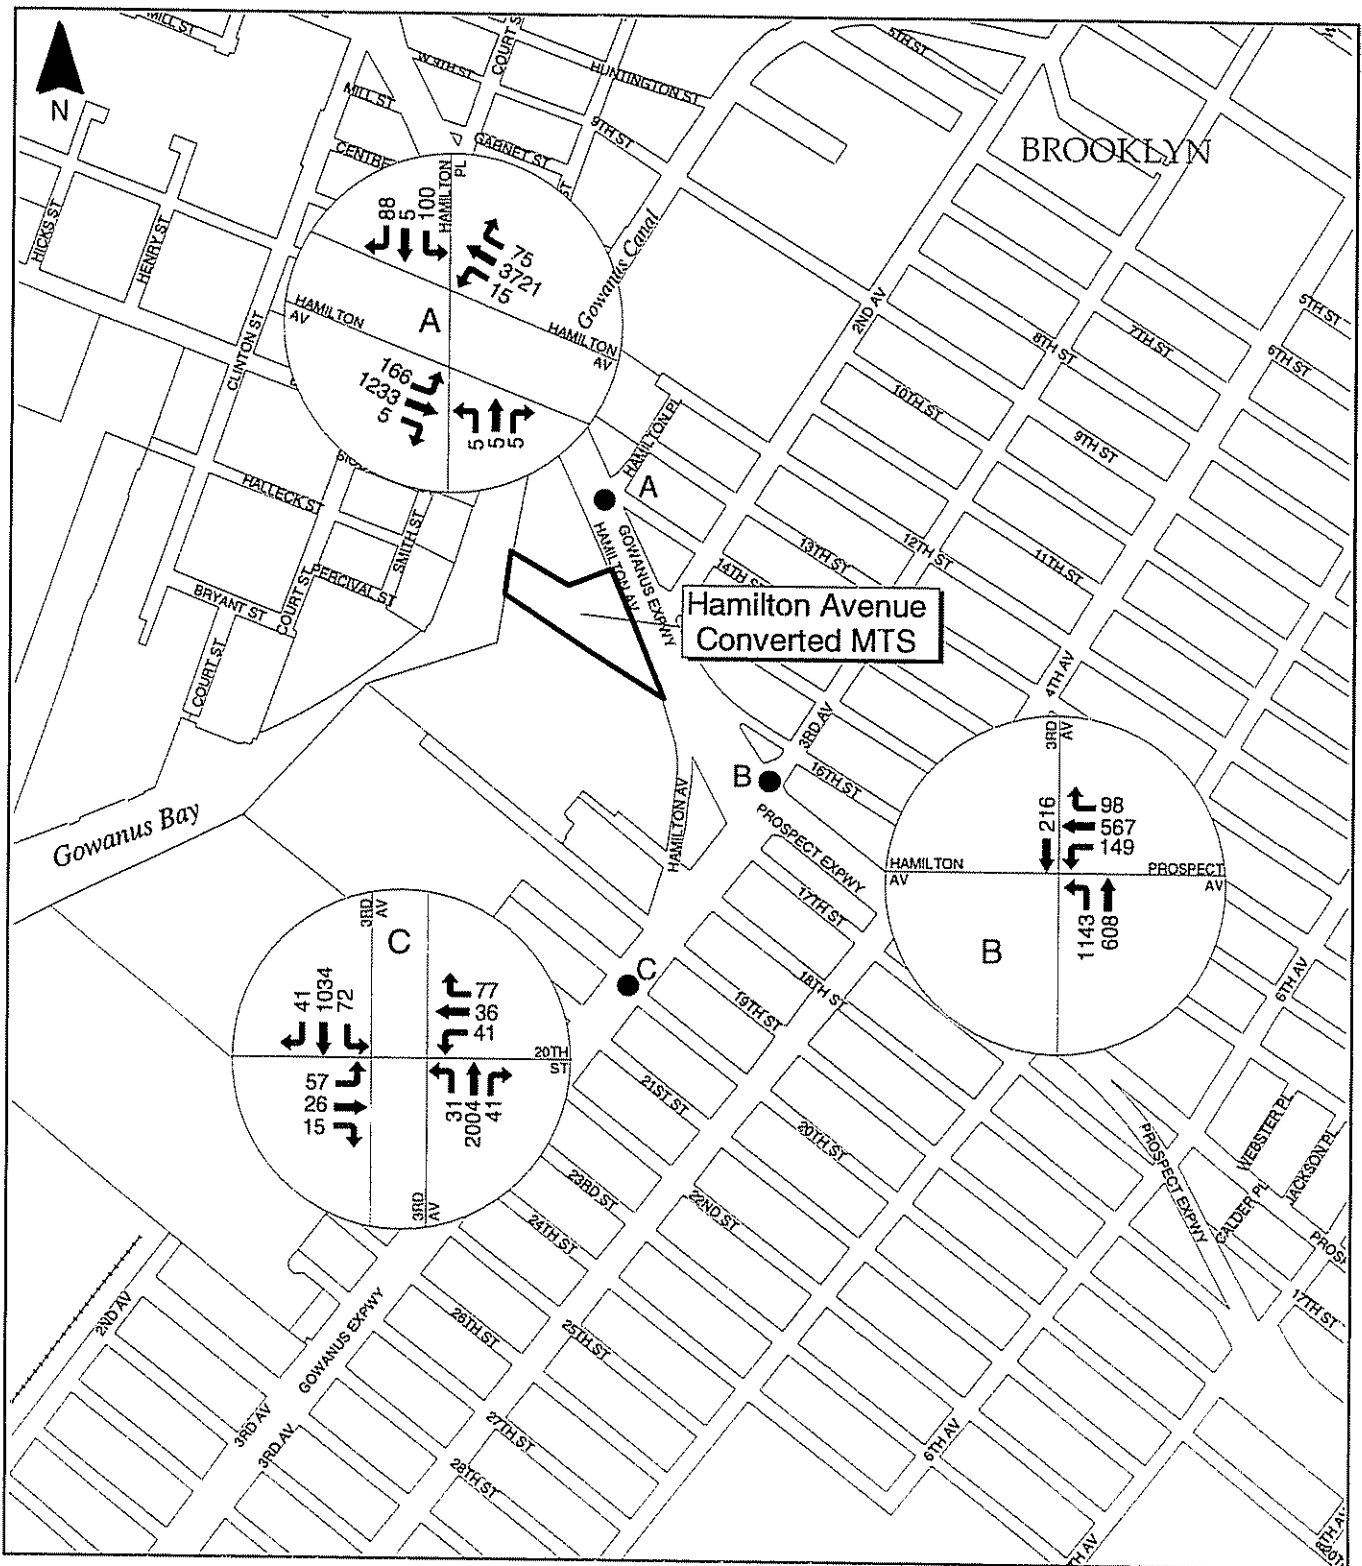 N
MILL ST
COURT ST
W 9TH ST
HUNTINGTON ST
5TH ST
MILL ST
9TH ST
GARNET ST
CENTRE
BROOKLYN
HICKS ST
HENRY ST
CLINTON ST
Gowanus Canal
HAMILTON PL
88
5
100
75
3721
15
HAMILTON AV
A
HAMILTON AV
166
1233
5
5
5
5
2ND AV
5TH ST
6TH ST
7TH ST
8TH ST
10TH ST
9TH ST
HAMILTON PL
A
HALLECK ST
SMITH ST
PERCIVAL ST
BRYANT ST
COURT ST
COURT ST
GOWANUS EXPWY
HAMILTON AV
14TH ST
13TH ST
12TH ST
11TH ST
Hamilton Avenue
Converted MTS
4TH AV
3RD AV
B
16TH ST
PROSPECT EXPWY
HAMILTON AV
17TH ST
Gowanus Bay
3RD AV
216
98
567
149
HAMILTON AV
PROSPECT AV
1143
608
B
6TH AV
3RD AV
C
C
18TH ST
19TH ST
41
1034
72
77
36
41
20TH ST
57
26
15
31
2004
41
3RD AV
21ST ST
20TH ST
23RD ST
22ND ST
24TH ST
WEBSTER PL
JACKSON PL
CALDER PL
PROSPECT EXPWY
17TH ST
2ND AV
GOWANUS EXPWY
26TH ST
25TH ST
3RD AV
3RD AV
27TH ST
28TH ST
6TH AV